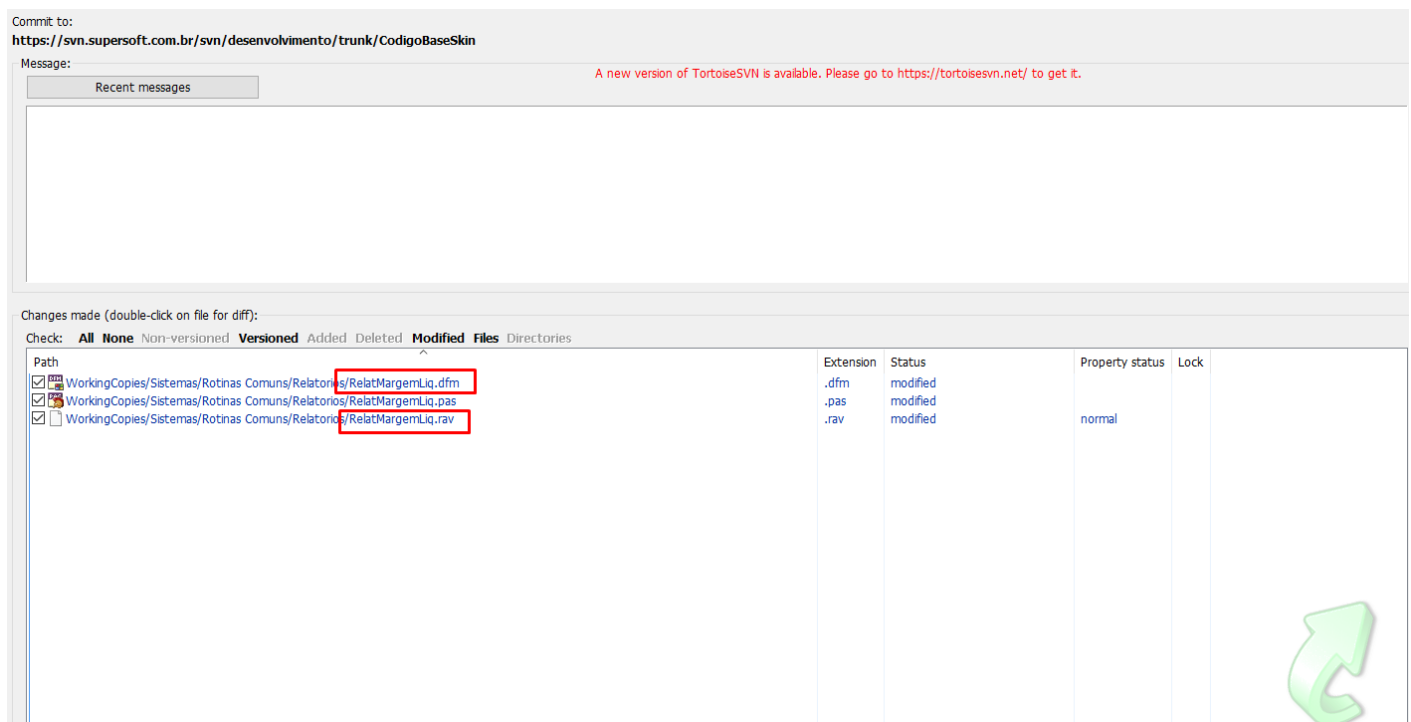 Commit to:
https://svn.supersoft.com.br/svn/desenvolvimento/trunk/CodigoBaseSkin
Message:
A new version of TortoiseSVN is available. Please go to https://tortoisesvn.net/ to get it.
Recent messages
Changes made (double-click on file for diff):
Check: All None Non-versioned Versioned Added Deleted Modified Files Directories
Path Extension Status Property status Lock
WorkingCopies/Sistemas/Rotinas Comuns/Relatorios/RelatMargemLiq.dfm .dfm modified
WorkingCopies/Sistemas/Rotinas Comuns/Relatorios/RelatMargemLiq.pas .pas modified
WorkingCopies/Sistemas/Rotinas Comuns/Relatorios/RelatMargemLiq.rav .rav modified normal